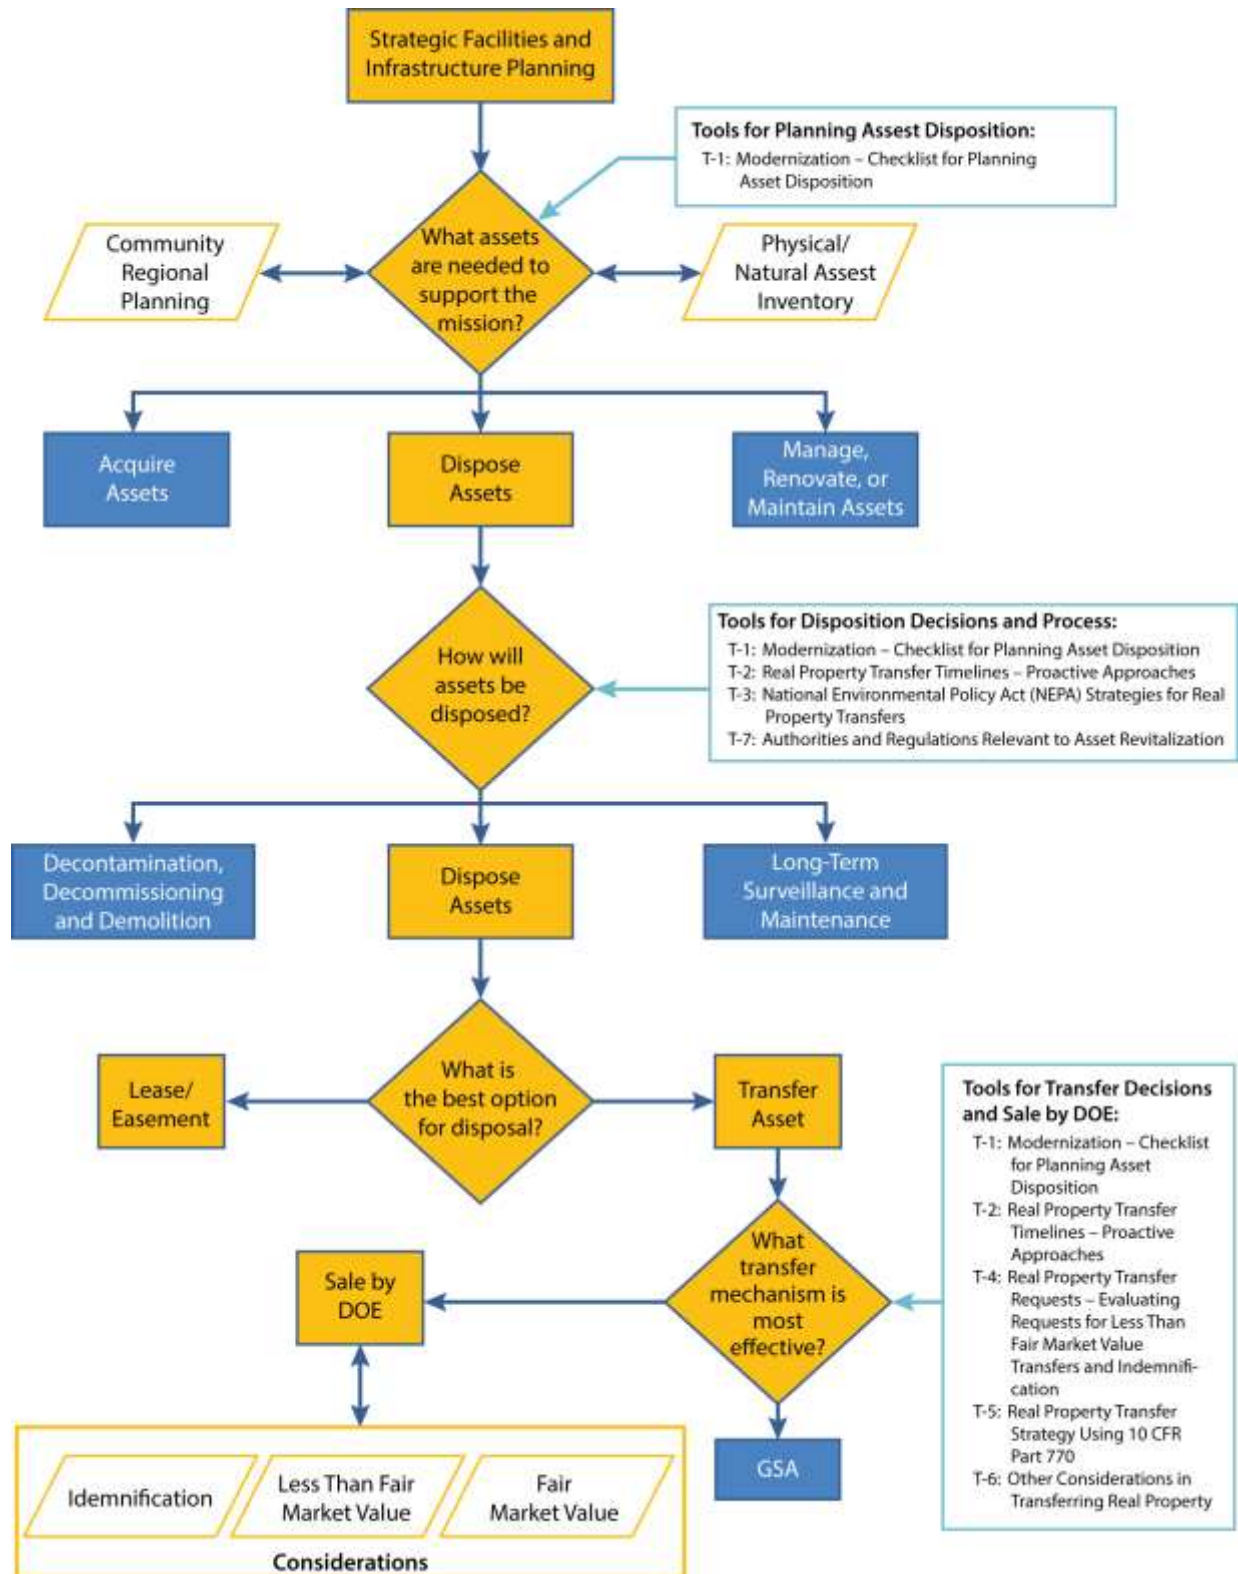 Strategic Facilities and
Infrastructure Planning
Tools for Planning Assest Disposition:
T-1: Modernization – Checklist for Planning
Asset Disposition
Community
Regional
Planning
What assets
are needed to
support the
mission?
Physical/
Natural Assest
Inventory
Acquire
Assets
Dispose
Assets
Manage,
Renovate, or
Maintain Assets
How will
assets be
disposed?
Tools for Disposition Decisions and Process:
T-1: Modernization – Checklist for Planning Asset Disposition
T-2: Real Property Transfer Timelines – Proactive Approaches
T-3: National Environmental Policy Act (NEPA) Strategies for Real
Property Transfers
T-7: Authorities and Regulations Relevant to Asset Revitalization
Decontamination,
Decommissioning
and Demolition
Dispose
Assets
Long-Term
Surveillance and
Maintenance
Lease/
Easement
What is
the best option
for disposal?
Transfer
Asset
Tools for Transfer Decisions
and Sale by DOE:
T-1: Modernization – Checklist
for Planning Asset
Disposition
T-2: Real Property Transfer
Timelines – Proactive
Approaches
T-4: Real Property Transfer
Requests – Evaluating
Requests for Less Than
Fair Market Value
Transfers and Indemnifi-
cation
T-5: Real Property Transfer
Strategy Using 10 CFR
Part 770
T-6: Other Considerations in
Transferring Real Property
Sale by
DOE
What
transfer
mechanism is
most
effective?
GSA
Idemnification
Less Than Fair
Market Value
Fair
Market Value
Considerations